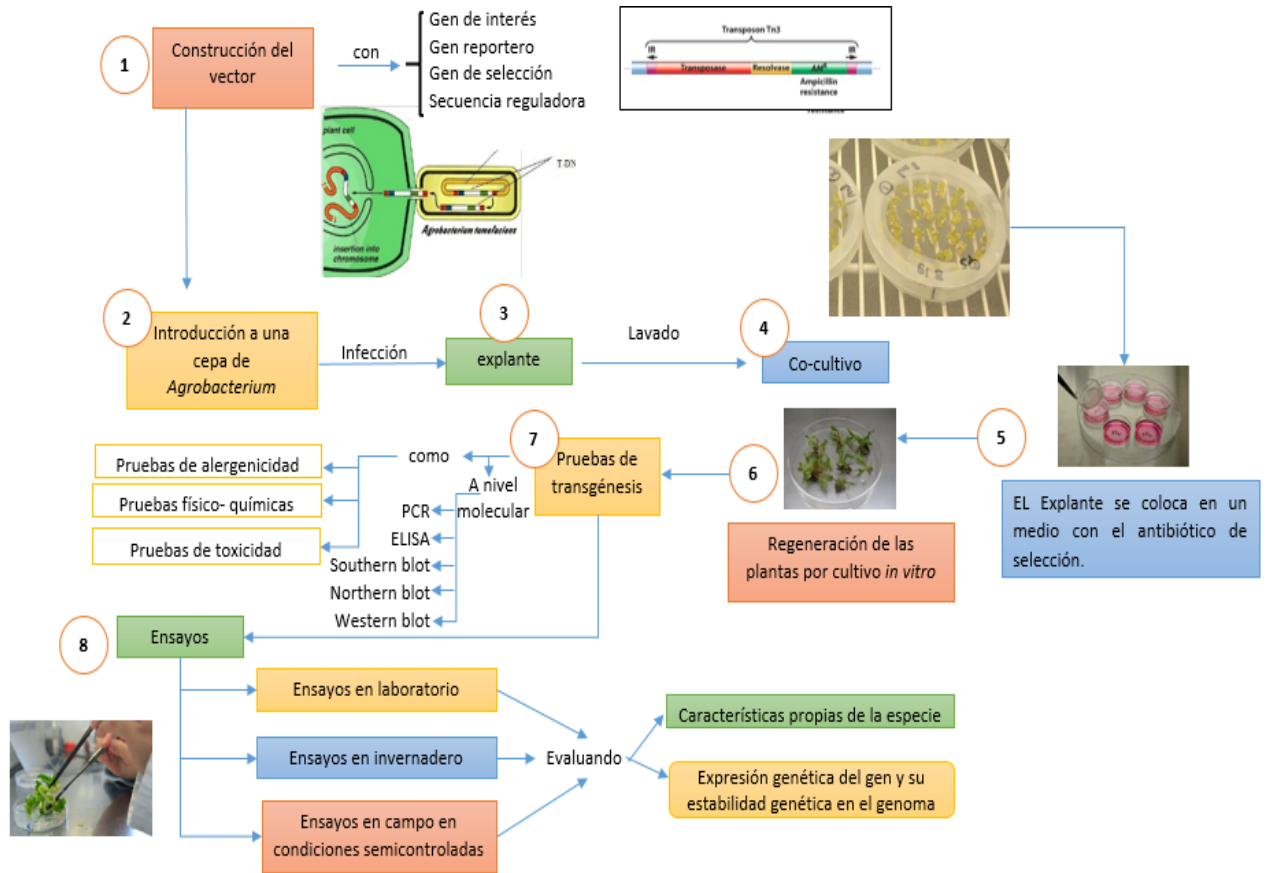 1
Construcción del
vector
con
Gen de interés
Gen reportero
Gen de selección
Secuencia reguladora
Transposon Tn3
IR
IR
Transposase
Resolvase
AMR
Ampicillin
resistance
resistance
plant cell
T-DN
Agrobacterium tumefaciens
insertion into
chromosome
2
Introducción a una
cepa de
Agrobacterium
Infección
3
explante
Lavado
4
Co-cultivo
5
EL Explante se coloca en un
medio con el antibiótico de
selección.
6
Regeneración de las
plantas por cultivo in vitro
7
Pruebas de
transgénesis
como
Pruebas de alergenicidad
Pruebas físico- químicas
Pruebas de toxicidad
A nivel
molecular
PCR
ELISA
Southern blot
Northern blot
Western blot
8
Ensayos
Ensayos en laboratorio
Ensayos en invernadero
Ensayos en campo en
condiciones semicontroladas
Evaluando
Características propias de la especie
Expresión genética del gen y su
estabilidad genética en el genoma